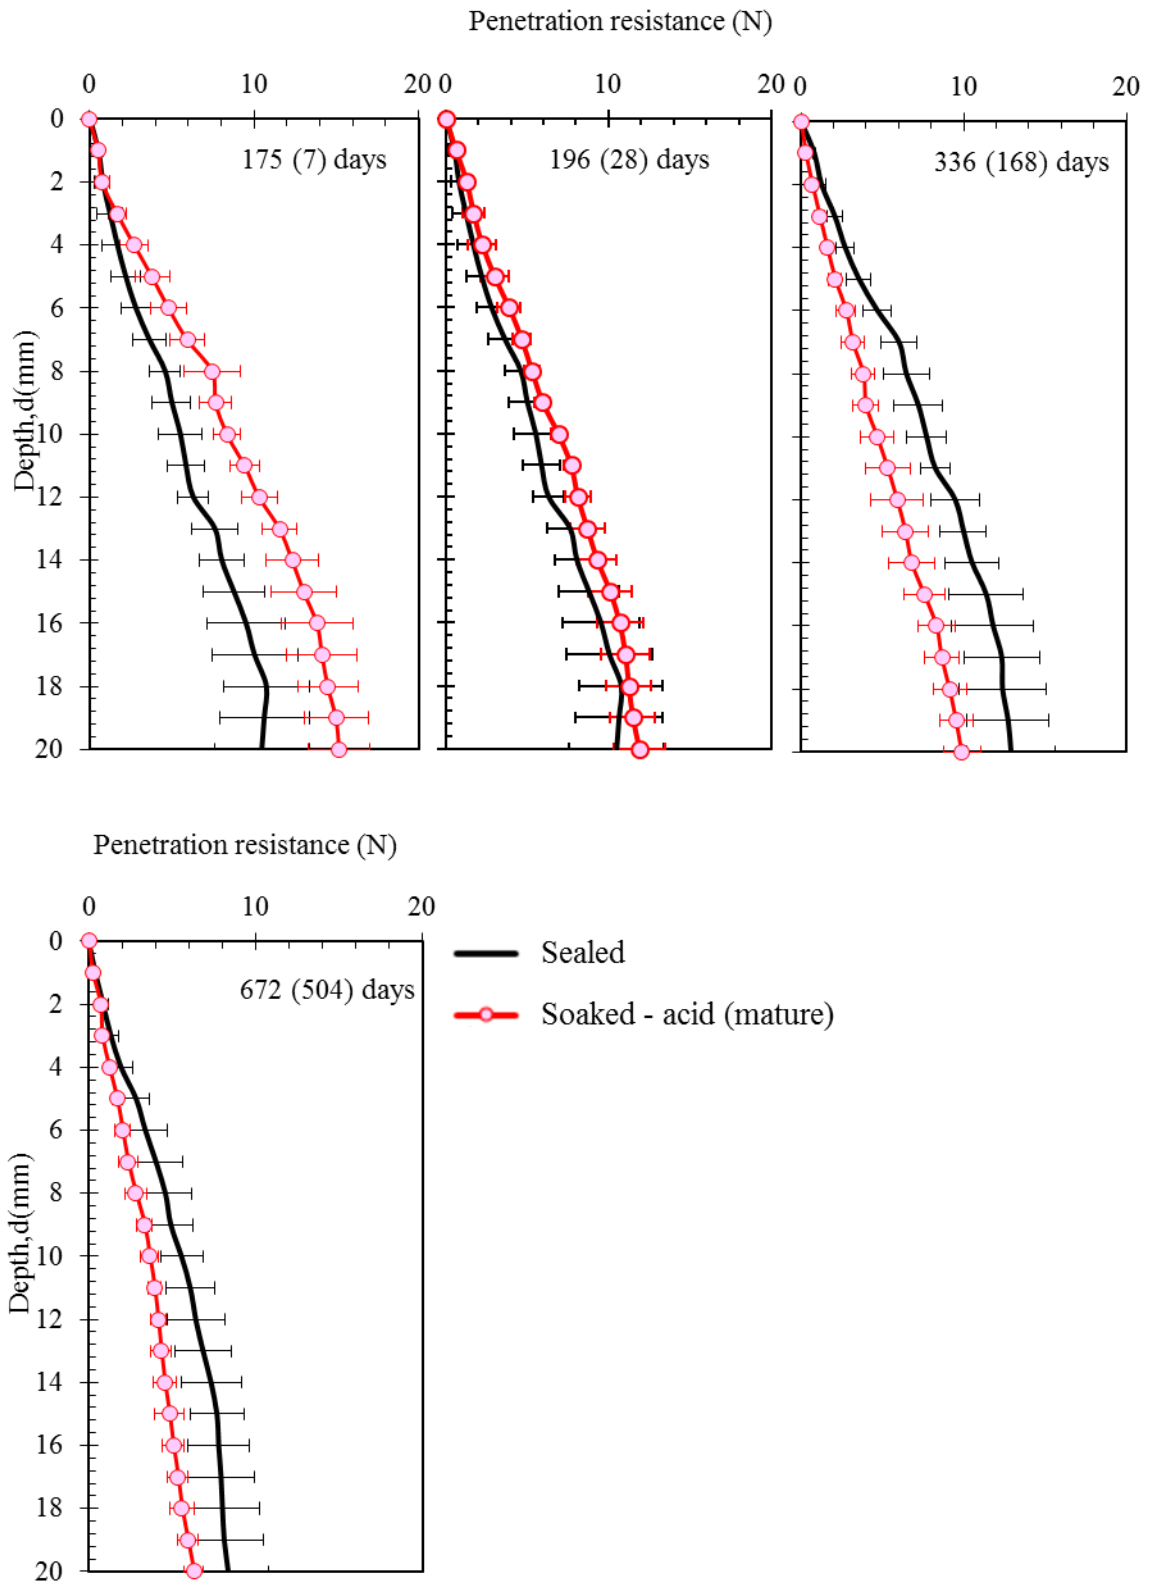 Penetration resistance (N)
0 10 20 0 10 20 0 10 20
175 (7) days 196 (28) days 336 (168) days
0
2
4
6
8
10
12
14
16
18
20
Depth,d(mm)
Penetration resistance (N)
0 10 20
672 (504) days
0
2
4
6
8
10
12
14
16
18
20
Depth,d(mm)
Sealed
Soaked - acid (mature)